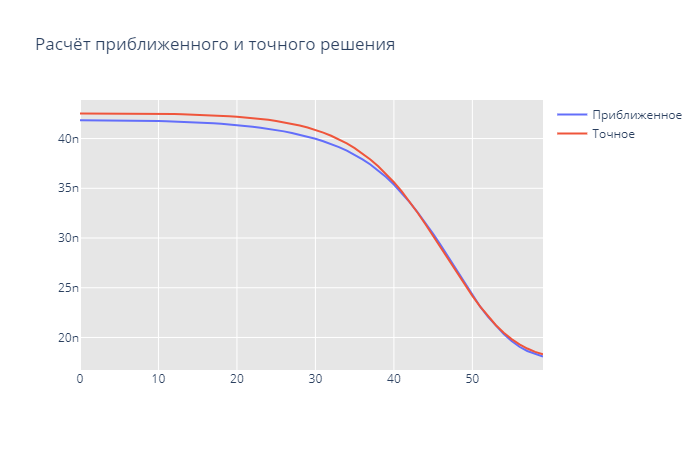 Расчёт приближенного и точного решения
Приближенное
Точное
40n
35n
30n
25n
20n
0 10 20 30 40 50